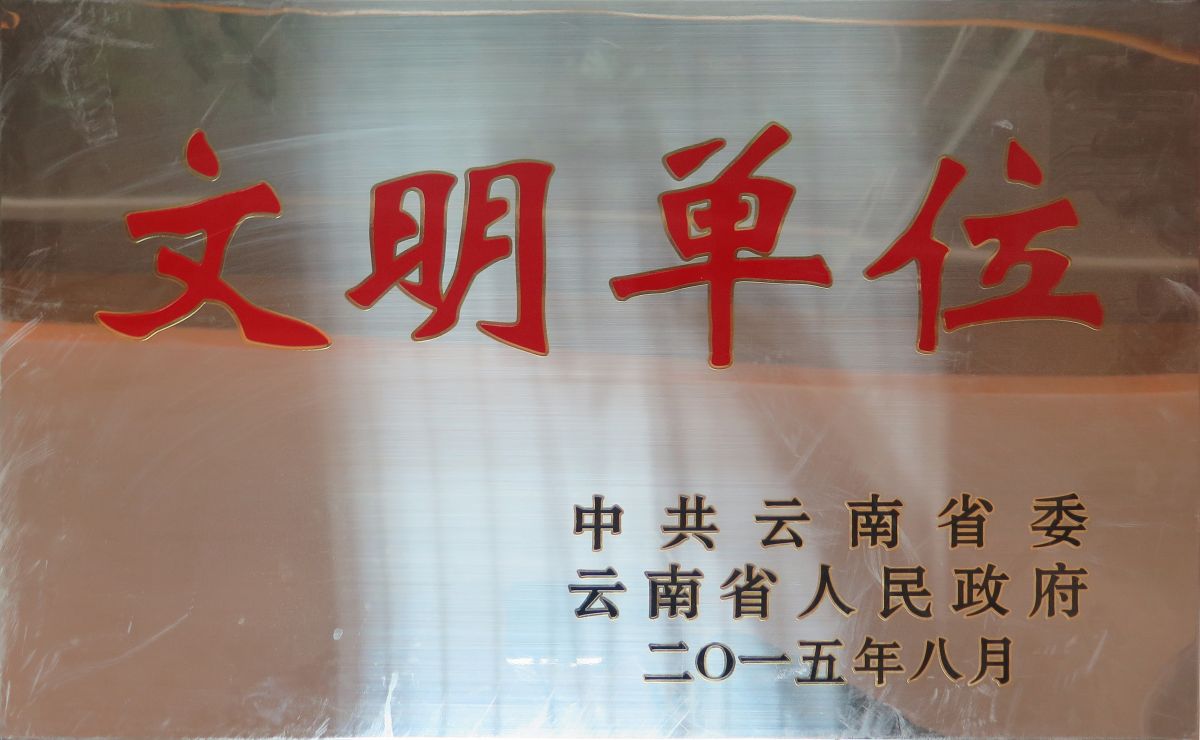 文明单位
中共云南省委
云南省人民政府
二〇一五年八月